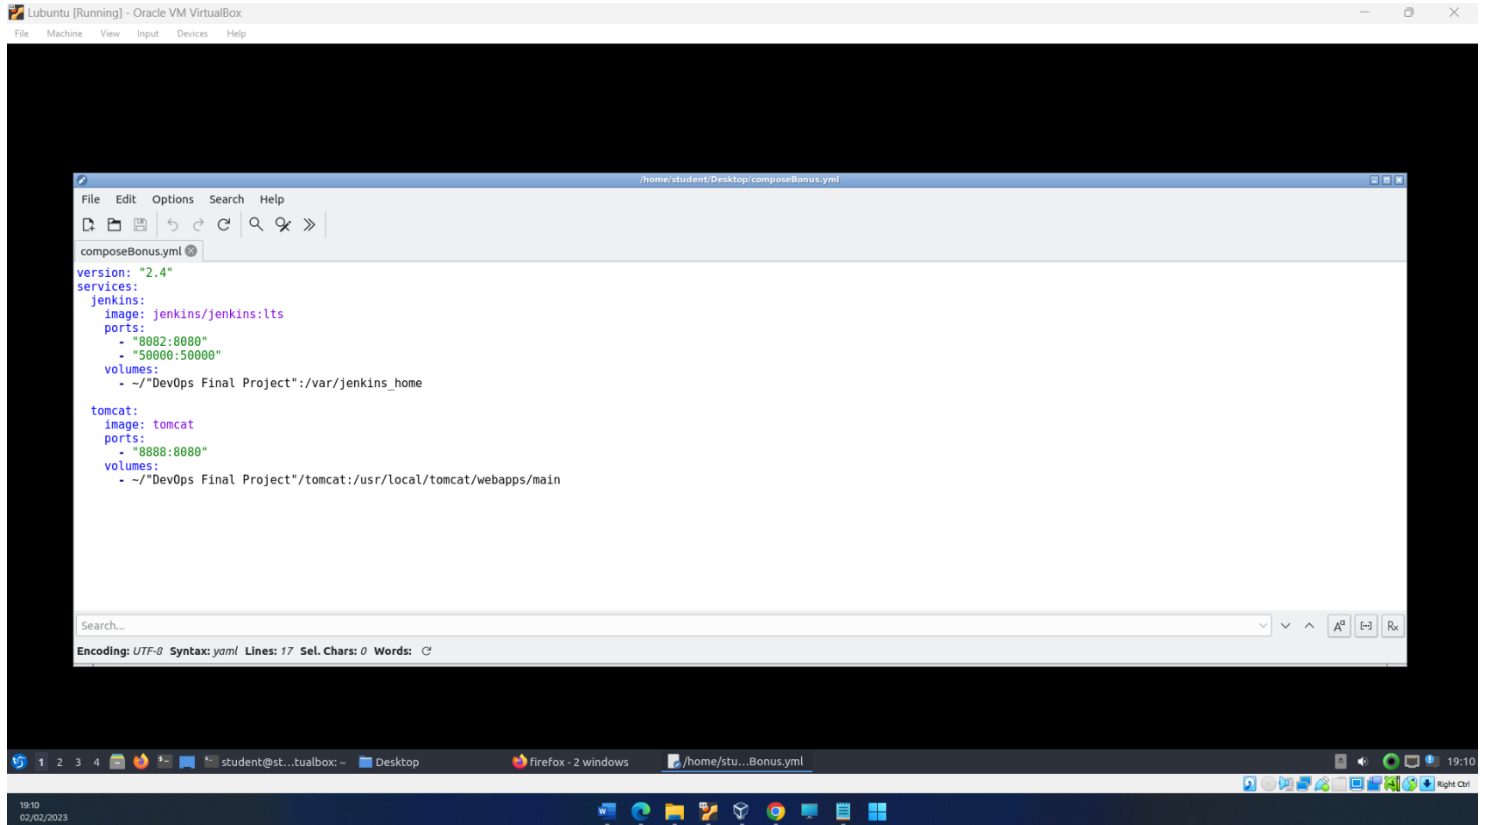 Lubuntu [Running] - Oracle VM VirtualBox
File Machine View Input Devices Help
/home/student/Desktop/composeBonus.yml
File Edit Options Search Help
composeBonus.yml
version: "2.4"
services:
  jenkins:
    image: jenkins/jenkins:lts
    ports:
      - "8082:8080"
      - "50000:50000"
    volumes:
      - ~/"DevOps Final Project":/var/jenkins_home
  tomcat:
    image: tomcat
    ports:
      - "8888:8080"
    volumes:
      - ~/"DevOps Final Project"/tomcat:/usr/local/tomcat/webapps/main
Search...
Encoding: UTF-8 Syntax: yaml Lines: 17 Sel. Chars: 0 Words:
1 2 3 4 student@st...tualbox: ~ Desktop firefox - 2 windows /home/stu...Bonus.yml 19:10
Right Ctrl
19:10
02/02/2023